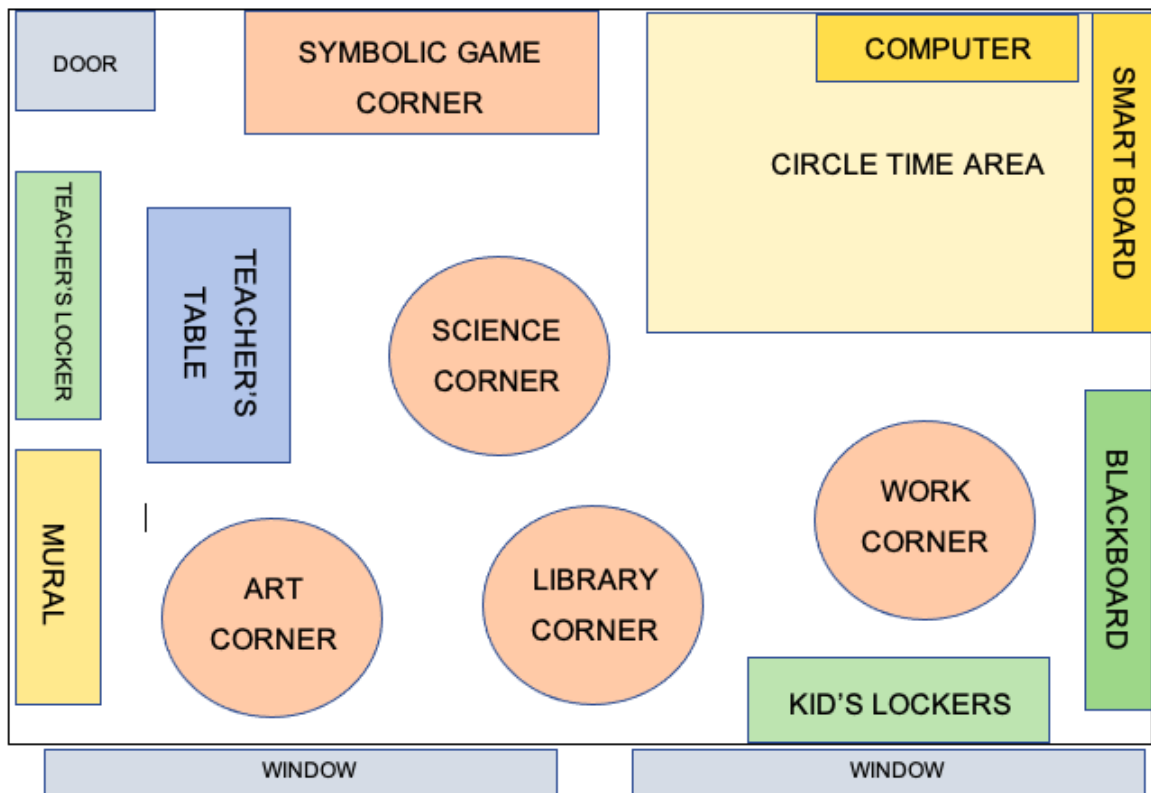 DOOR
SYMBOLIC GAME
CORNER
COMPUTER
SMART BOARD
CIRCLE TIME AREA
TEACHER'S LOCKER
TEACHER'S
TABLE
SCIENCE
CORNER
MURAL
ART
CORNER
LIBRARY
CORNER
WORK
CORNER
BLACKBOARD
KID'S LOCKERS
WINDOW
WINDOW